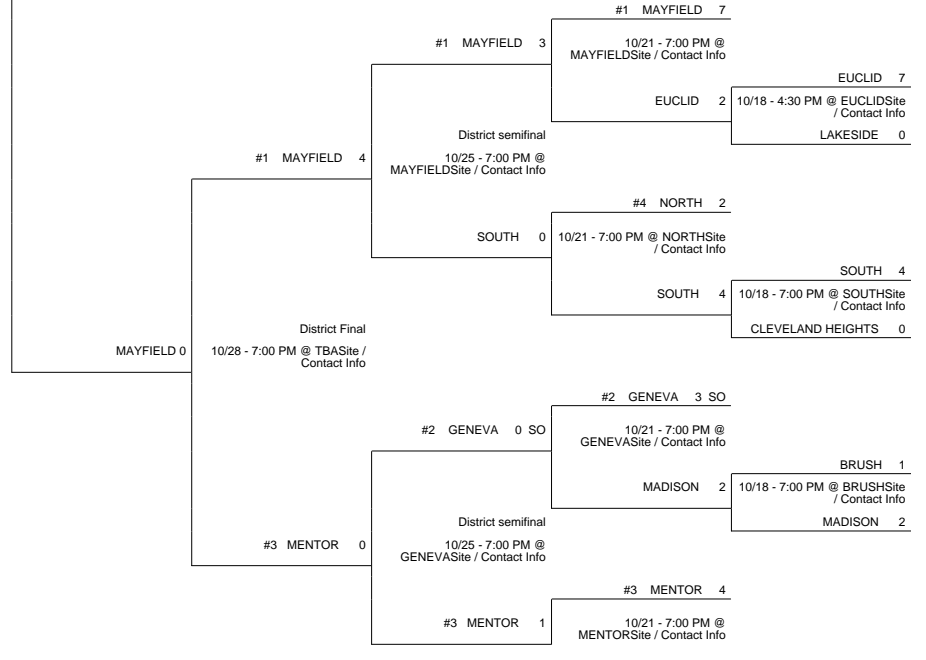 #1 MAYFIELD 7
#1 MAYFIELD 3
10/21 - 7:00 PM @
MAYFIELDSite / Contact Info
EUCLID 7
EUCLID 2
10/18 - 4:30 PM @ EUCLIDSite
/ Contact Info
LAKESIDE 0
District semifinal
#1 MAYFIELD 4
10/25 - 7:00 PM @
MAYFIELDSite / Contact Info
#4 NORTH 2
SOUTH 0
10/21 - 7:00 PM @ NORTHSite
/ Contact Info
SOUTH 4
SOUTH 4
10/18 - 7:00 PM @ SOUTHSite
/ Contact Info
CLEVELAND HEIGHTS 0
District Final
MAYFIELD 0
10/28 - 7:00 PM @ TBASite /
Contact Info
#2 GENEVA 3 SO
#2 GENEVA 0 SO
10/21 - 7:00 PM @
GENEVASite / Contact Info
BRUSH 1
MADISON 2
10/18 - 7:00 PM @ BRUSHSite
/ Contact Info
MADISON 2
District semifinal
#3 MENTOR 0
10/25 - 7:00 PM @
GENEVASite / Contact Info
#3 MENTOR 4
#3 MENTOR 1
10/21 - 7:00 PM @
MENTORSite / Contact Info